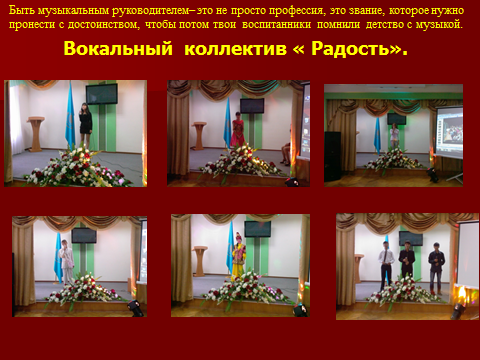 Быть музыкальным руководителем– это не просто профессия, это звание, которое нужно
пронести с достоинством, чтобы потом твои воспитанники помнили детство с музыкой.
Вокальный коллектив « Радость».